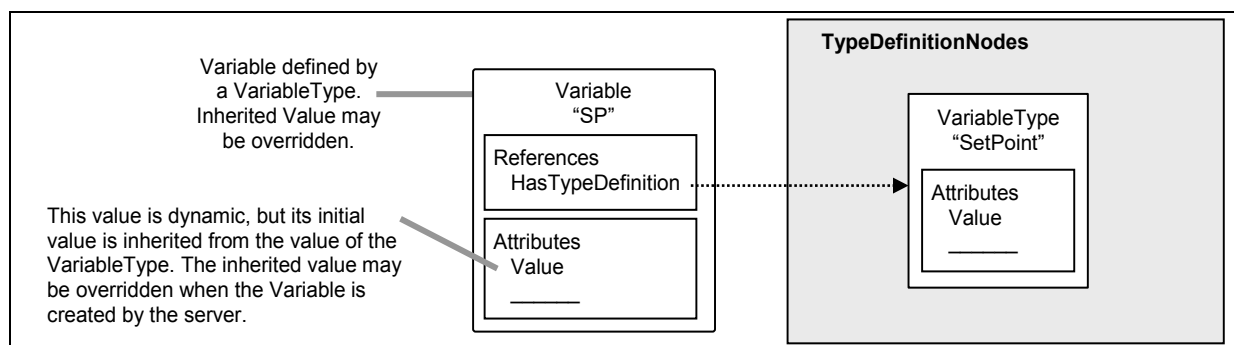 Variable defined by
a VariableType.
Inherited Value may
be overridden.
This value is dynamic, but its initial
value is inherited from the value of the
VariableType. The inherited value may
be overridden when the Variable is
created by the server.
Variable
“SP”
References
HasTypeDefinition
Attributes
Value
______
TypeDefinitionNodes
VariableType
“SetPoint”
Attributes
Value
______